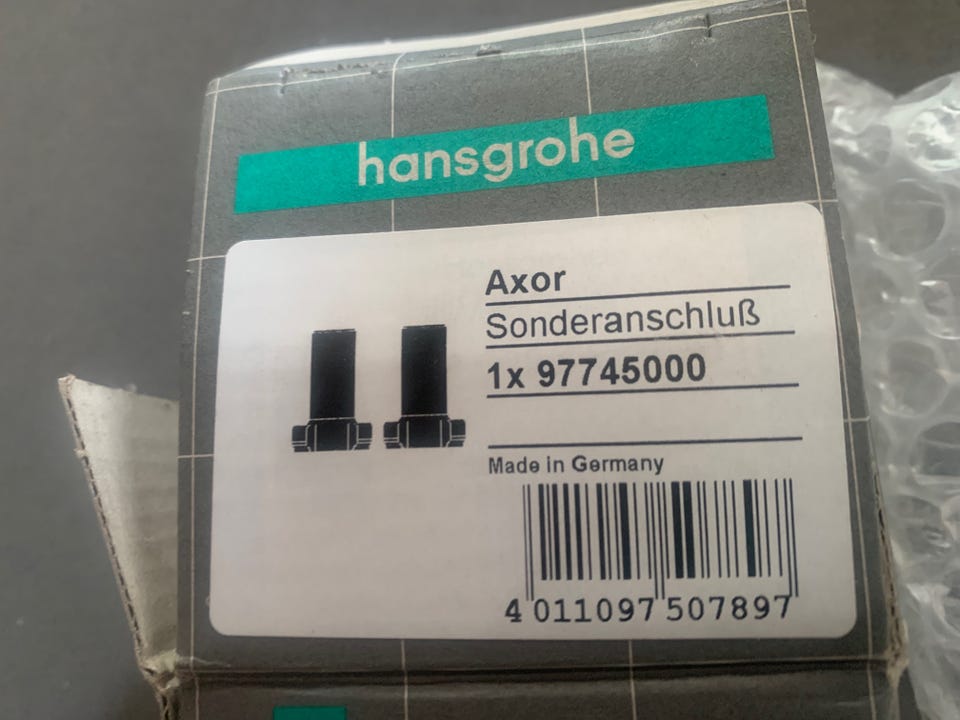 hansgrohe
Axor
Sonderanschluß
1x 97745000
Made in Germany
4 011097 507897